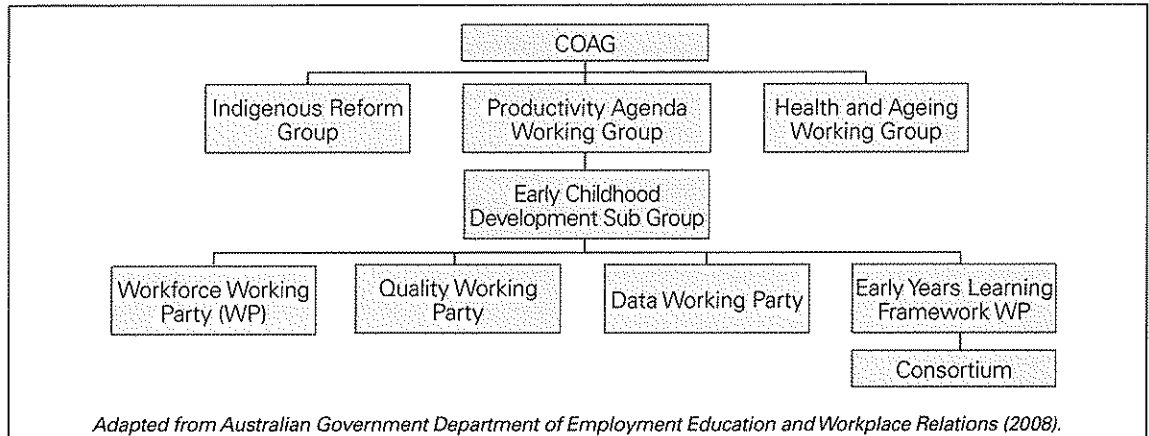 COAG
Indigenous Reform
Group
Productivity Agenda
Working Group
Health and Ageing
Working Group
Early Childhood
Development Sub Group
Workforce Working
Party (WP)
Quality Working
Party
Data Working Party
Early Years Learning
Framework WP
Consortium
Adapted from Australian Government Department of Employment Education and Workplace Relations (2008).